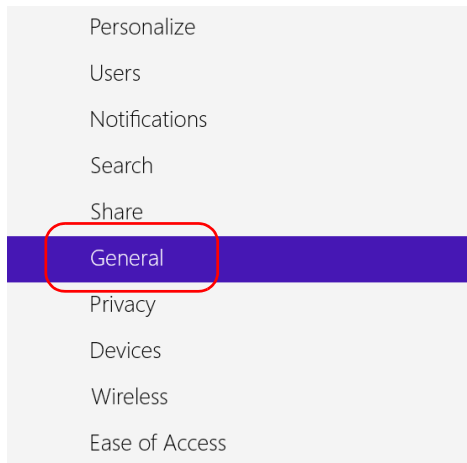 Personalize
Users
Notifications
Search
Share
General
Privacy
Devices
Wireless
Ease of Access